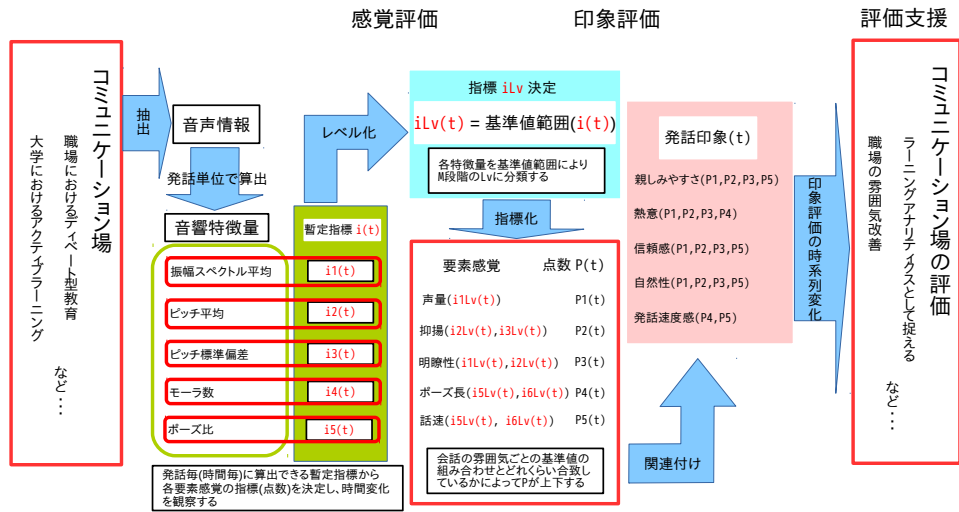 感覚評価
印象評価
評価支援
コミュニケーション場
職場におけるディベート型教育
大学におけるアクティブラーニング
など・・・
抽出
音声情報
発話単位で算出
音響特徴量
振幅スペクトル平均
ピッチ平均
ピッチ標準偏差
モーラ数
ポーズ比
暫定指標 i(t)
i1(t)
i2(t)
i3(t)
i4(t)
i5(t)
発話毎(時間毎)に算出できる暫定指標から
各要素感覚の指標(点数)を決定し、時間変化
を観察する
レベル化
指標 iLv 決定
iLv(t) = 基準値範囲(i(t))
各特徴量を基準値範囲により
M段階のLvに分類する
指標化
要素感覚 点数 P(t)
声量(i1Lv(t)) P1(t)
抑揚(i2Lv(t),i3Lv(t)) P2(t)
明瞭性(i1Lv(t),i2Lv(t)) P3(t)
ポーズ長(i5Lv(t),i6Lv(t)) P4(t)
話速(i5Lv(t), i6Lv(t)) P5(t)
会話の雰囲気ごとの基準値の
組み合わせとどれくらい合致して
いるかによってPが上下する
発話印象(t)
親しみやすさ(P1,P2,P3,P5)
熱意(P1,P2,P3,P4)
信頼感(P1,P2,P3,P5)
自然性(P1,P2,P3,P5)
発話速度感(P4,P5)
関連付け
印象評価の時系列変化
コミュニケーション場の評価
ラーニングアナリティクスとして捉える
職場の雰囲気改善
など・・・